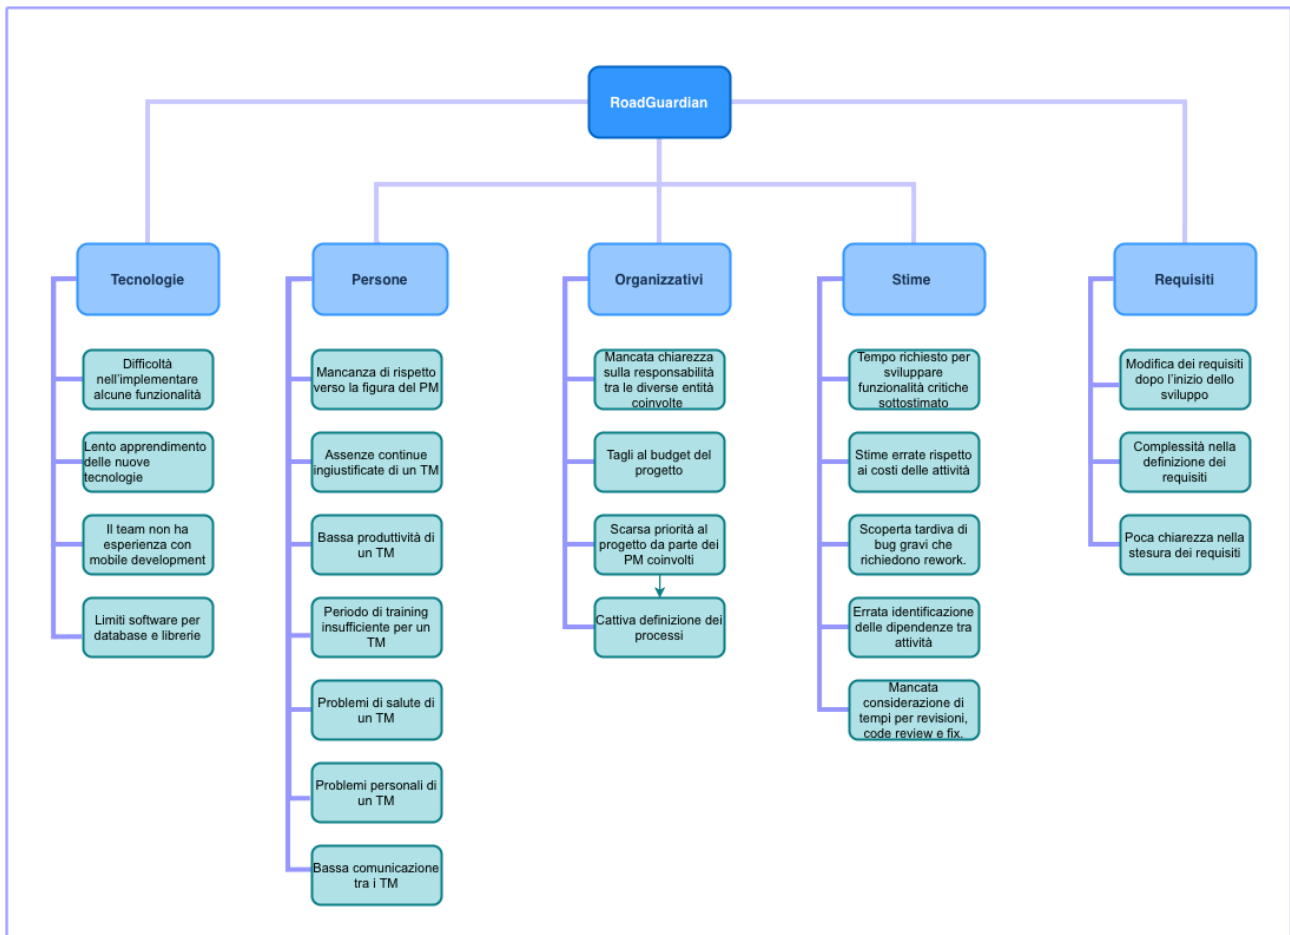 RoadGuardian
Tecnologie
Persone
Organizzativi
Stime
Requisiti
Difficoltà
nell'implementare
alcune funzionalità
Lento apprendimento
delle nuove
tecnologie
Il team non ha
esperienza con
mobile development
Limiti software per
database e librerie
Mancanza di rispetto
verso la figura del PM
Assenze continue
ingiustificate di un TM
Bassa produttività di
un TM
Periodo di training
insufficiente per un
TM
Problemi di salute di
un TM
Problemi personali di
un TM
Bassa comunicazione
tra i TM
Mancata chiarezza
sulla responsabilità
tra le diverse entità
coinvolte
Tagli al budget del
progetto
Scarsa priorità al
progetto da parte dei
PM coinvolti
Cattiva definizione dei
processi
Tempo richiesto per
sviluppare
funzionalità critiche
sottostimato
Stime errate rispetto
ai costi delle attività
Scoperta tardiva di
bug gravi che
richiedono rework.
Errata identificazione
delle dipendenze tra
attività
Mancata
considerazione di
tempi per revisioni,
code review e fix.
Modifica dei requisiti
dopo l'inizio dello
sviluppo
Complessità nella
definizione dei
requisiti
Poca chiarezza nella
stesura dei requisiti